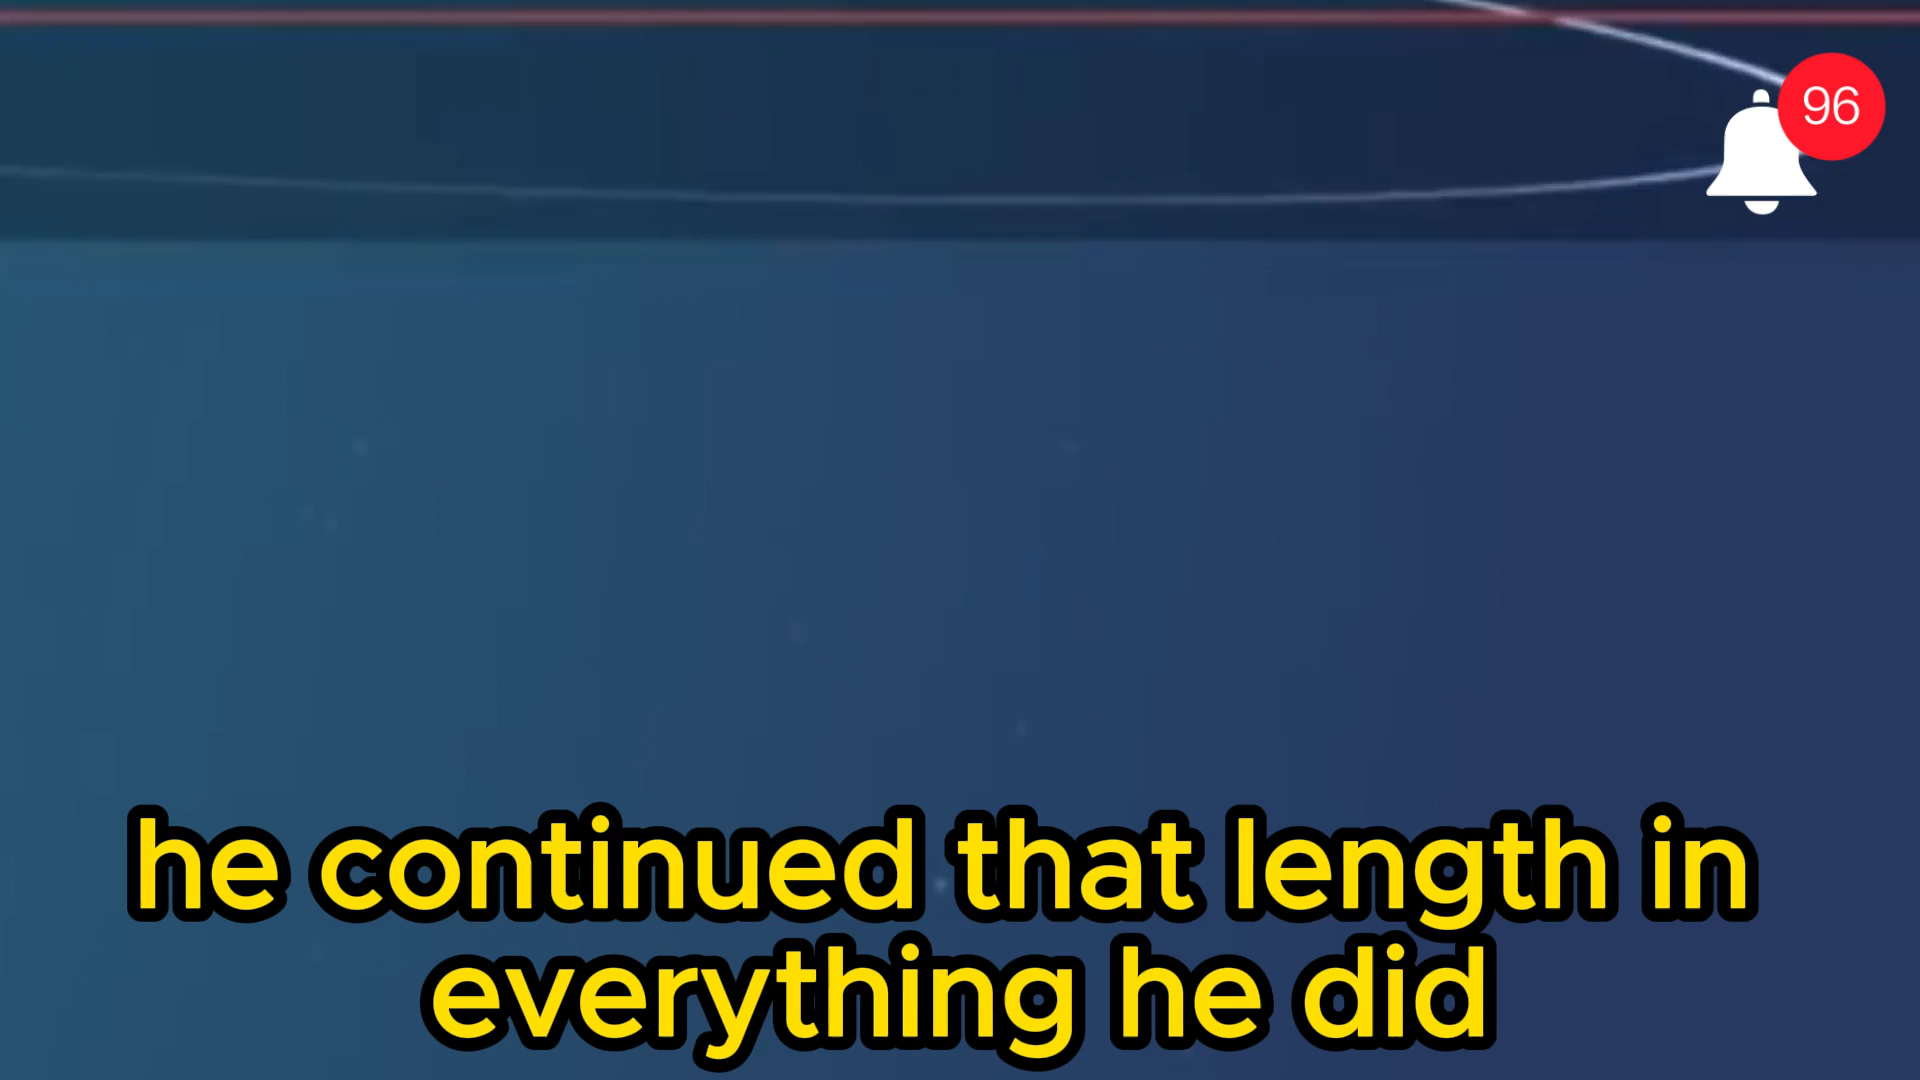 96
he continued that length in
everything he did